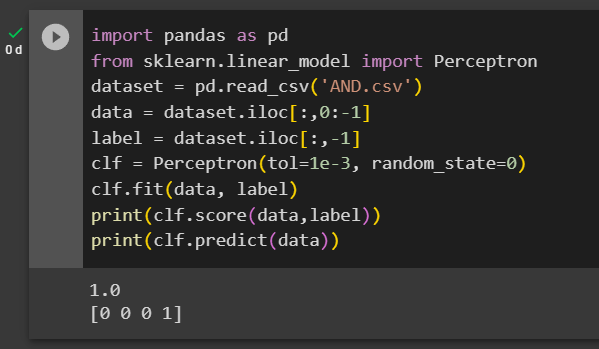 import pandas as pd
from sklearn.linear_model import Perceptron
dataset = pd.read_csv('AND.csv')
data = dataset.iloc[:,0:-1]
label = dataset.iloc[:,-1]
clf = Perceptron(tol=1e-3, random_state=0)
clf.fit(data, label)
print(clf.score(data,label))
print(clf.predict(data))
0 d
1.0
[0 0 0 1]